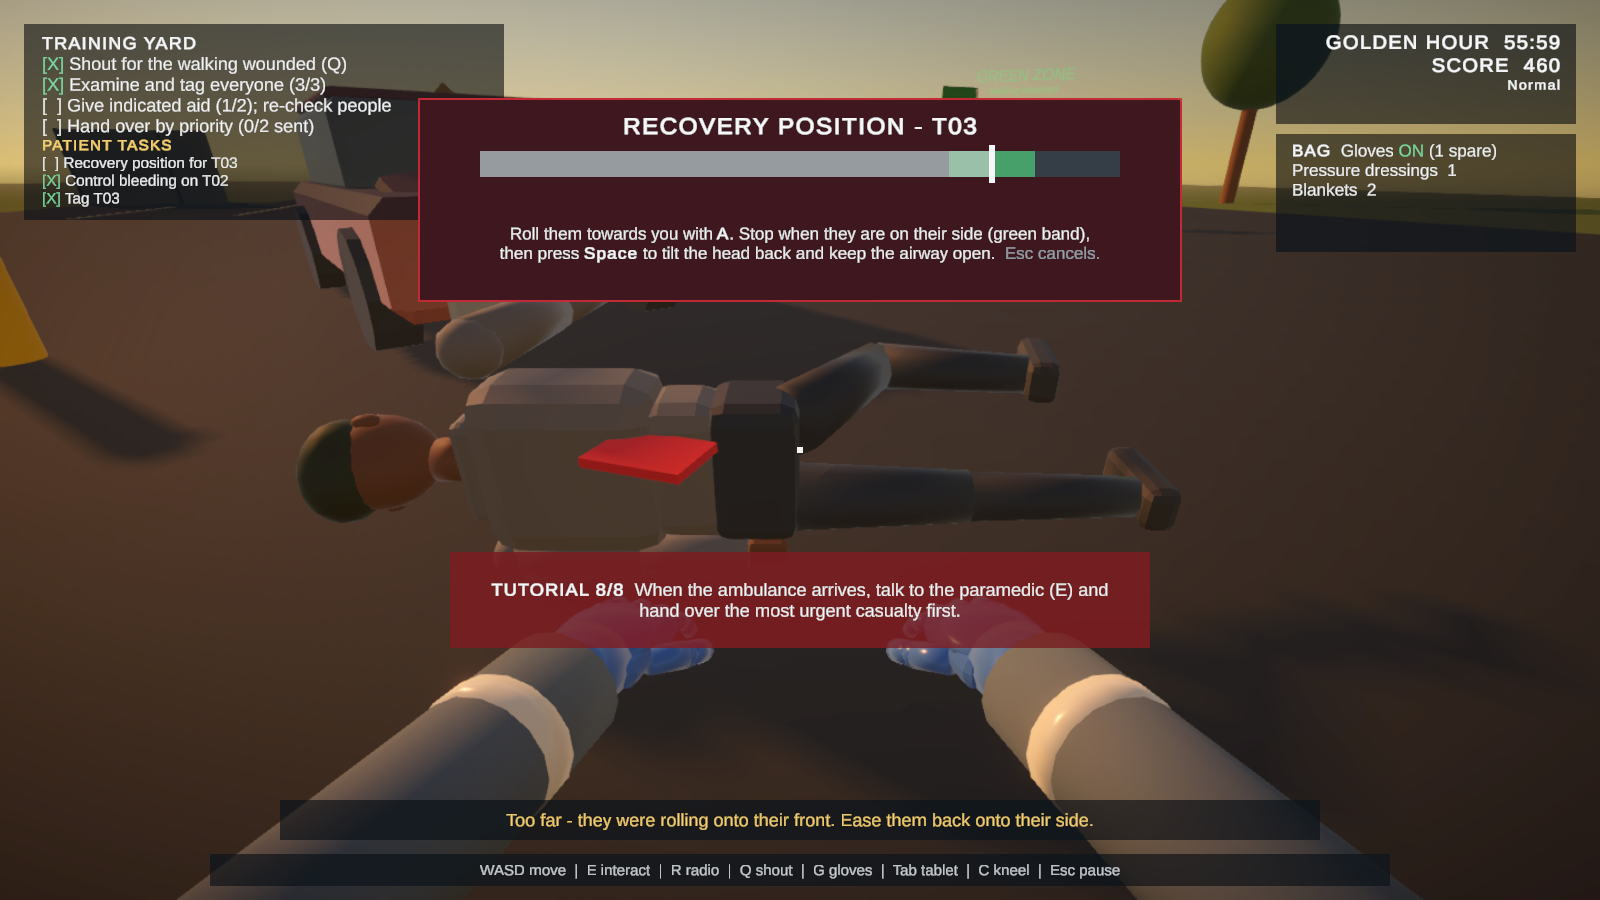 TRAINING YARD
[X] Shout for the walking wounded (Q)
[X] Examine and tag everyone (3/3)
[ ] Give indicated aid (1/2); re-check people
[ ] Hand over by priority (0/2 sent)
PATIENT TASKS
[ ] Recovery position for T03
[X] Control bleeding on T02
[X] Tag T03
GREEN ZONE
GOLDEN HOUR 55:59
SCORE 460
Normal
BAG Gloves ON (1 spare)
Pressure dressings 1
Blankets 2
RECOVERY POSITION - T03
Roll them towards you with A. Stop when they are on their side (green band),
then press Space to tilt the head back and keep the airway open. Esc cancels.
TUTORIAL 8/8 When the ambulance arrives, talk to the paramedic (E) and
hand over the most urgent casualty first.
Too far - they were rolling onto their front. Ease them back onto their side.
WASD move | E interact | R radio | Q shout | G gloves | Tab tablet | C kneel | Esc pause